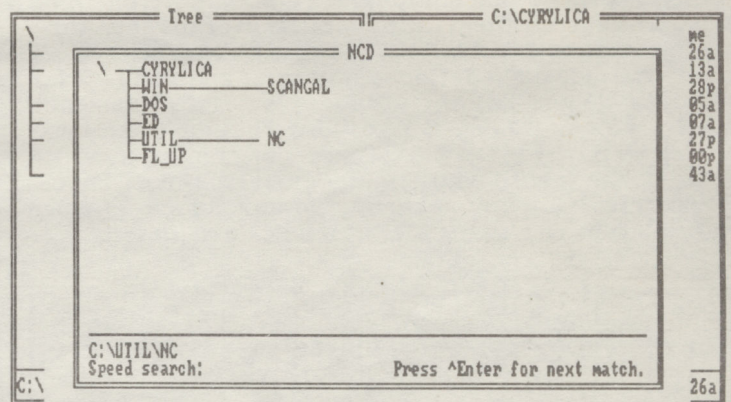 Tree C:\CYRYLICA
\ me
NCD 26a
\ CYRYLICA 13a
WIN SCANGAL 28p
DOS 05a
ED 07a
UTIL NC 27p
FL_UP 00p
43a
C:\UTIL\NC
Speed search: Press ^Enter for next match.
C:\ 26a